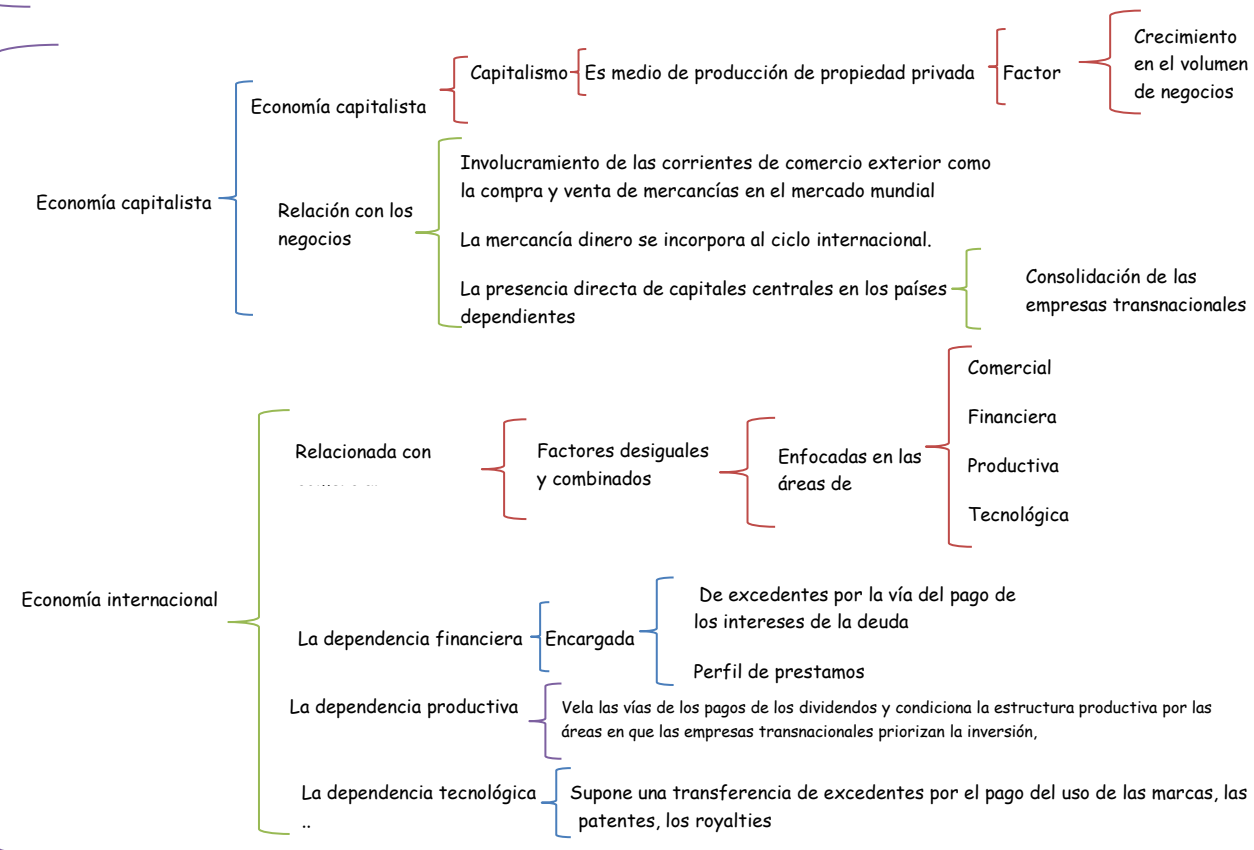 Economía capitalista
Economía capitalista
Capitalismo
Es medio de producción de propiedad privada
Factor
Crecimiento
en el volumen
de negocios
Relación con los
negocios
Involucramiento de las corrientes de comercio exterior como
la compra y venta de mercancías en el mercado mundial
La mercancía dinero se incorpora al ciclo internacional.
La presencia directa de capitales centrales en los países
dependientes
Consolidación de las
empresas transnacionales
Economía internacional
Relacionada con
Factores desiguales
y combinados
Enfocadas en las
áreas de
Comercial
Financiera
Productiva
Tecnológica
La dependencia financiera
Encargada
De excedentes por la vía del pago de
los intereses de la deuda
Perfil de prestamos
La dependencia productiva
Vela las vías de los pagos de los dividendos y condiciona la estructura productiva por las
áreas en que las empresas transnacionales priorizan la inversión,
La dependencia tecnológica
..
Supone una transferencia de excedentes por el pago del uso de las marcas, las
patentes, los royalties